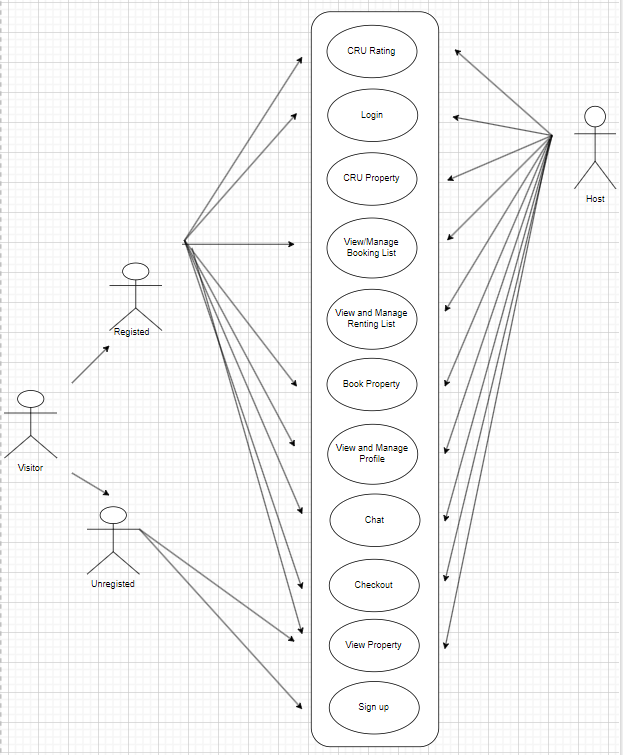 CRU Rating
Login
Host
CRU Property
View/Manage
Booking List
View and Manage
Renting List
Registed
Book Property
View and Manage
Profile
Visitor
Chat
Unregisted
Checkout
View Property
Sign up